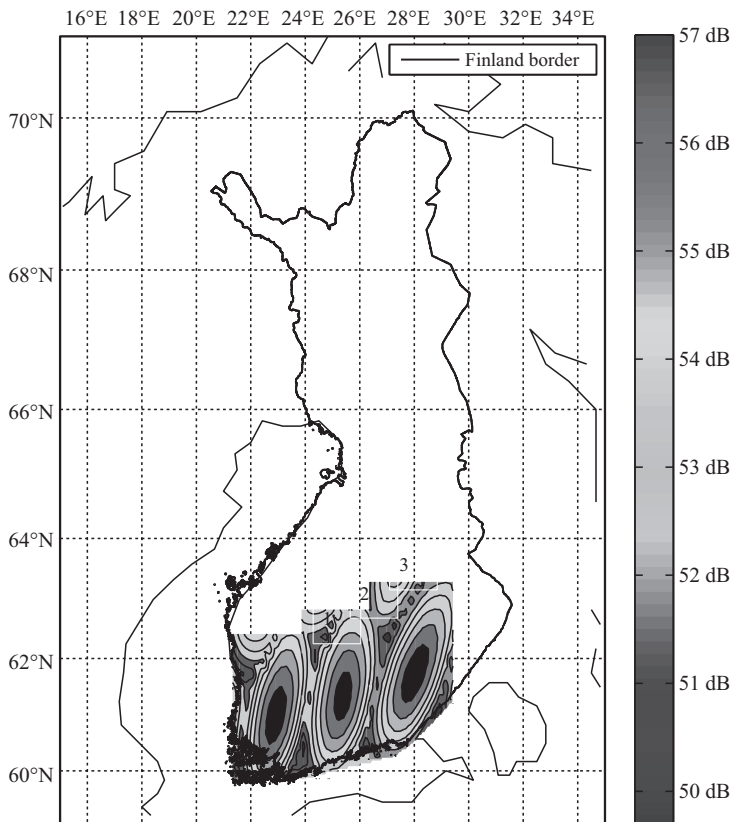 16°E 18°E 20°E 22°E 24°E 26°E 28°E 30°E 32°E 34°E
Finland border
70°N
68°N
66°N
64°N
62°N
60°N
3
2
57 dB
56 dB
55 dB
54 dB
53 dB
52 dB
51 dB
50 dB